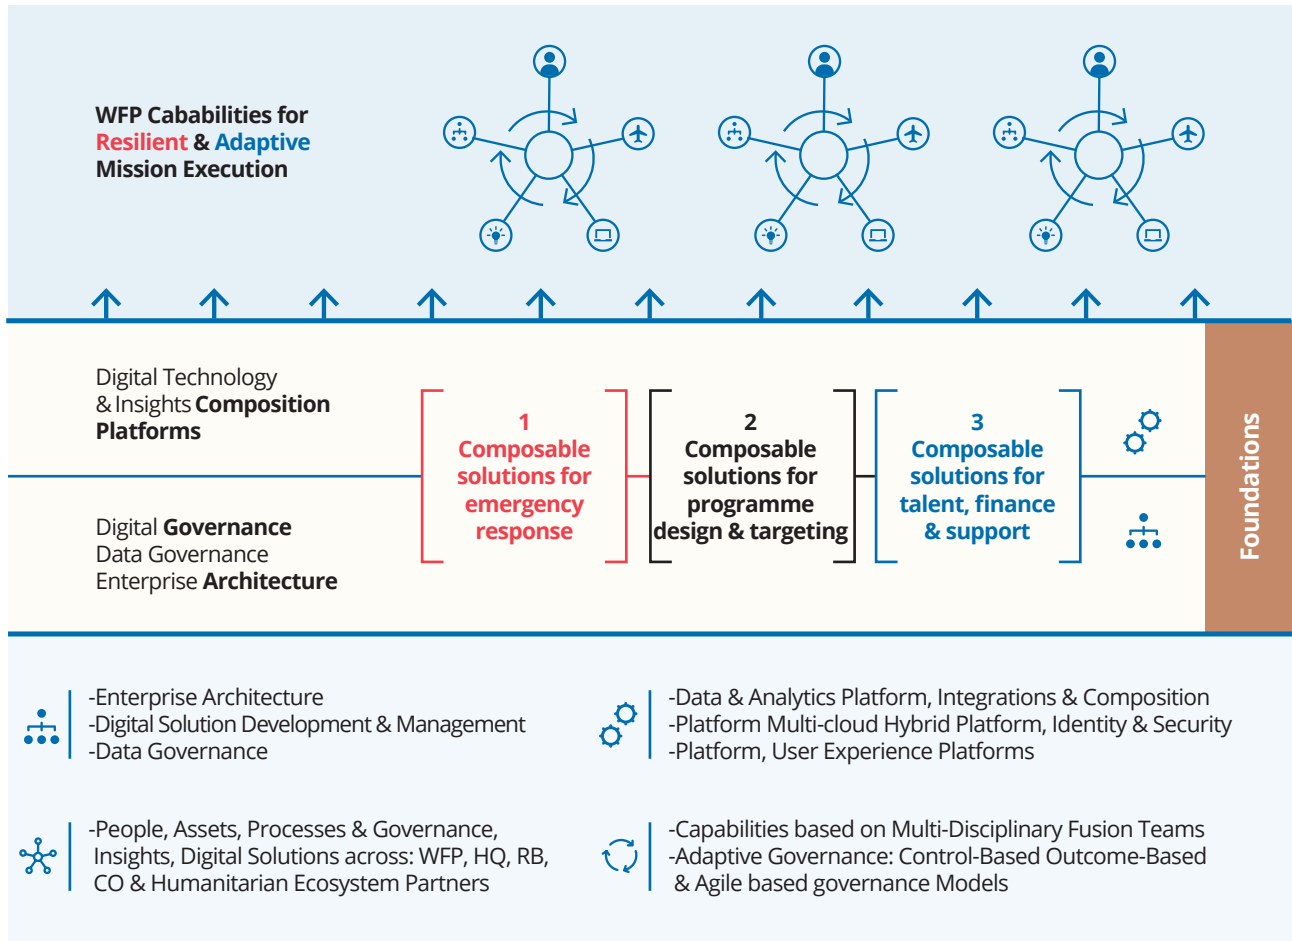 WFP Cababilities for
Resilient & Adaptive
Mission Execution
Digital Technology
& Insights Composition
Platforms
Digital Governance
Data Governance
Enterprise Architecture
1
Composable
solutions for
emergency
response
2
Composable
solutions for
programme
design & targeting
3
Composable
solutions for
talent, finance
& support
Foundations
-Enterprise Architecture
-Digital Solution Development & Management
-Data Governance
-Data & Analytics Platform, Integrations & Composition
-Platform Multi-cloud Hybrid Platform, Identity & Security
-Platform, User Experience Platforms
-People, Assets, Processes & Governance,
Insights, Digital Solutions across: WFP, HQ, RB,
CO & Humanitarian Ecosystem Partners
-Capabilities based on Multi-Disciplinary Fusion Teams
-Adaptive Governance: Control-Based Outcome-Based
& Agile based governance Models